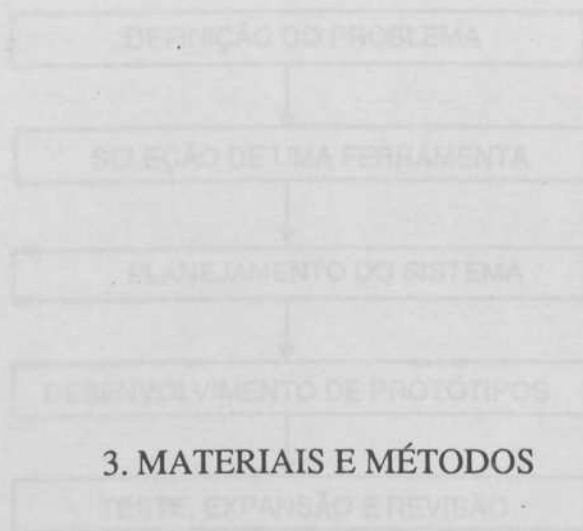 DEFINIÇÃO DO PROBLEMA
SELEÇÃO DE UMA FERRAMENTA
PLANEJAMENTO DO SISTEMA
DESENVOLVIMENTO DE PROTÓTIPOS
3. MATERIAIS E MÉTODOS
TESTE, EXPANSÃO E REVISÃO